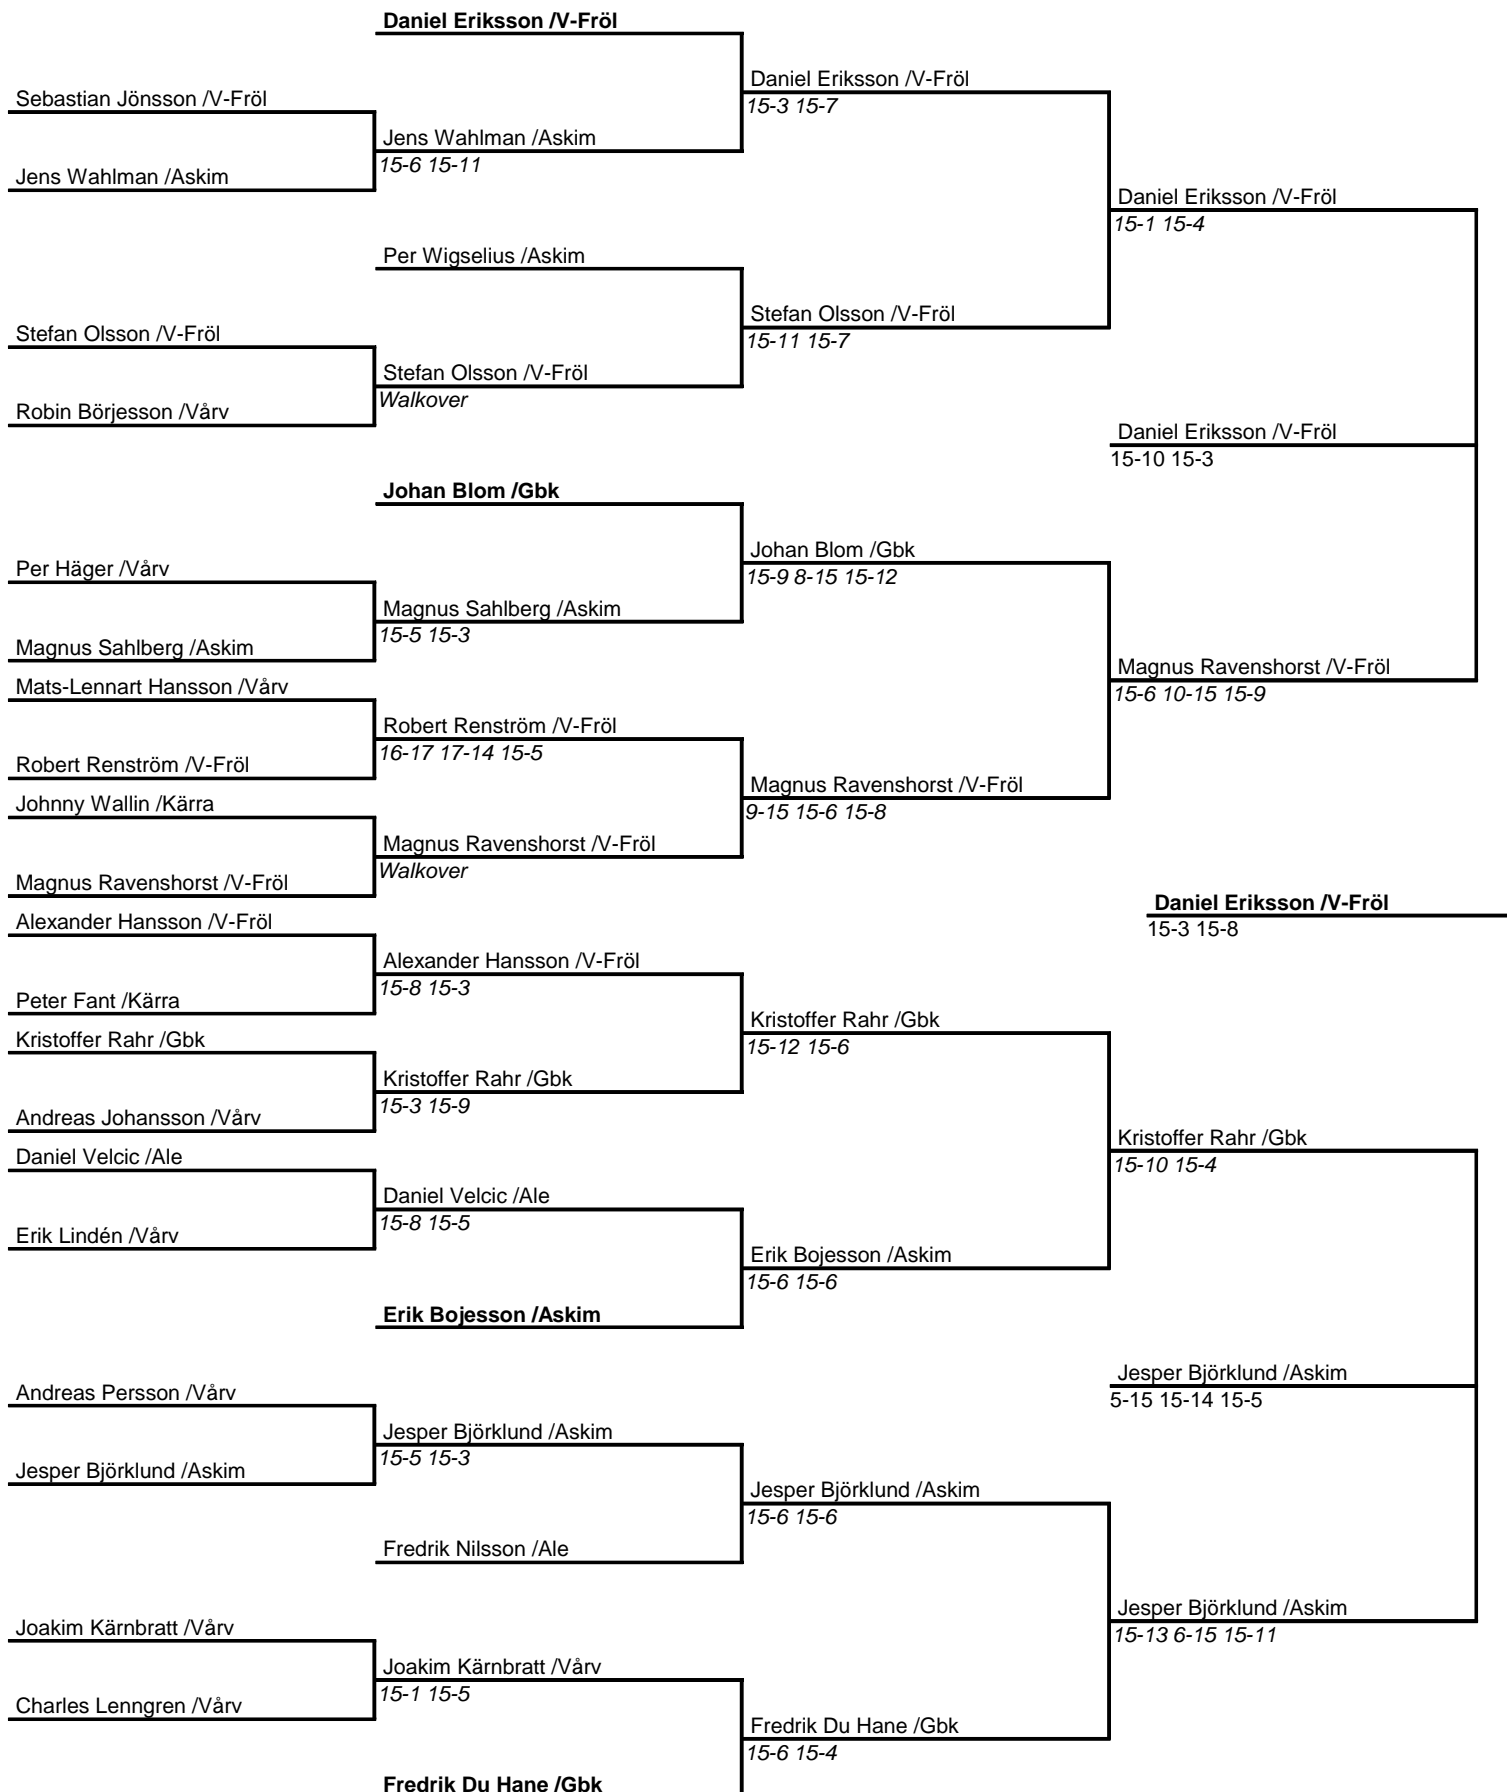 Daniel Eriksson /V-Fröl
Daniel Eriksson /V-Fröl
Sebastian Jönsson /V-Fröl
15-3 15-7
Jens Wahlman /Askim
15-6 15-11
Jens Wahlman /Askim
Daniel Eriksson /V-Fröl
15-1 15-4
Per Wigselius /Askim
Stefan Olsson /V-Fröl
Stefan Olsson /V-Fröl
15-11 15-7
Stefan Olsson /V-Fröl
Walkover
Robin Börjesson /Vårv
Daniel Eriksson /V-Fröl
15-10 15-3
Johan Blom /Gbk
Johan Blom /Gbk
Per Häger /Vårv
15-9 8-15 15-12
Magnus Sahlberg /Askim
15-5 15-3
Magnus Sahlberg /Askim
Magnus Ravenshorst /V-Fröl
Mats-Lennart Hansson /Vårv
15-6 10-15 15-9
Robert Renström /V-Fröl
16-17 17-14 15-5
Robert Renström /V-Fröl
Magnus Ravenshorst /V-Fröl
Johnny Wallin /Kärra
9-15 15-6 15-8
Magnus Ravenshorst /V-Fröl
Walkover
Magnus Ravenshorst /V-Fröl
Daniel Eriksson /V-Fröl
Alexander Hansson /V-Fröl
15-3 15-8
Alexander Hansson /V-Fröl
15-8 15-3
Peter Fant /Kärra
Kristoffer Rahr /Gbk
Kristoffer Rahr /Gbk
15-12 15-6
Kristoffer Rahr /Gbk
15-3 15-9
Andreas Johansson /Vårv
Kristoffer Rahr /Gbk
Daniel Velcic /Ale
15-10 15-4
Daniel Velcic /Ale
15-8 15-5
Erik Lindén /Vårv
Erik Bojesson /Askim
15-6 15-6
Erik Bojesson /Askim
Jesper Björklund /Askim
Andreas Persson /Vårv
5-15 15-14 15-5
Jesper Björklund /Askim
15-5 15-3
Jesper Björklund /Askim
Jesper Björklund /Askim
15-6 15-6
Fredrik Nilsson /Ale
Jesper Björklund /Askim
Joakim Kärnbratt /Vårv
15-13 6-15 15-11
Joakim Kärnbratt /Vårv
15-1 15-5
Charles Lenngren /Vårv
Fredrik Du Hane /Gbk
15-6 15-4
Fredrik Du Hane /Gbk